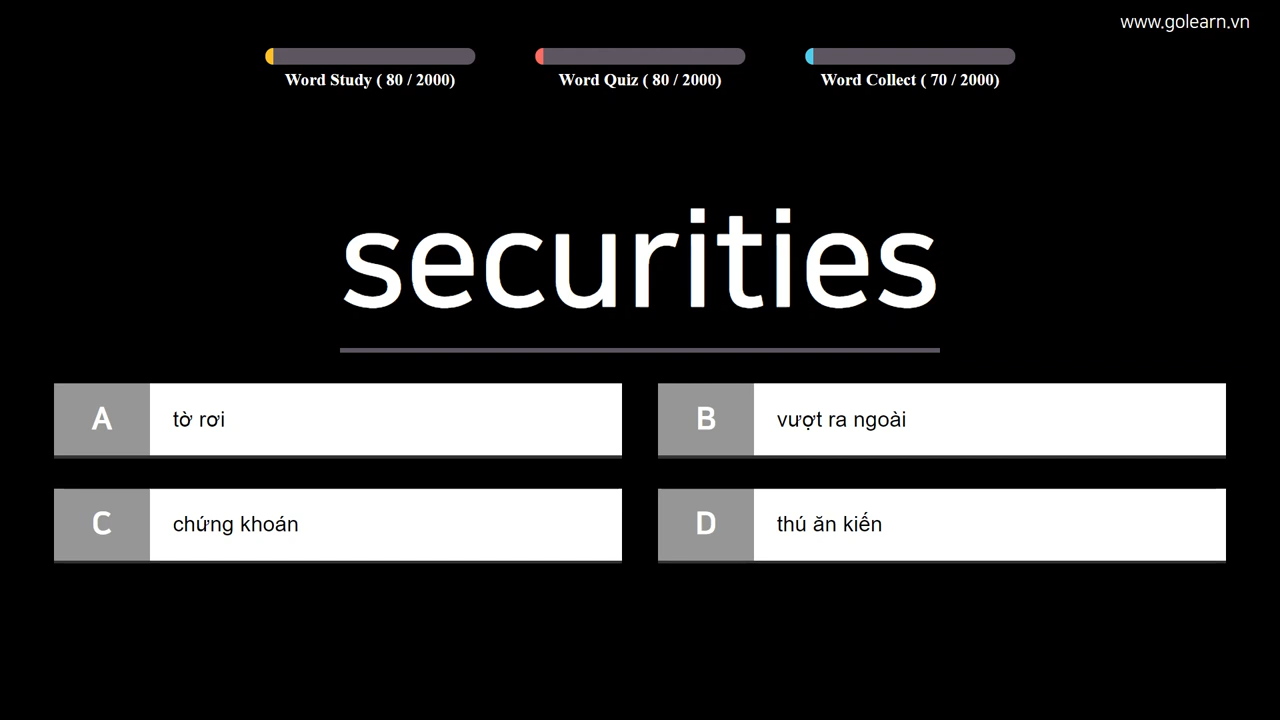 www.golearn.vn
Word Study ( 80 / 2000)
Word Quiz ( 80 / 2000)
Word Collect ( 70 / 2000)
securities
A tờ rơi
B vượt ra ngoài
C chứng khoán
D thú ăn kiến